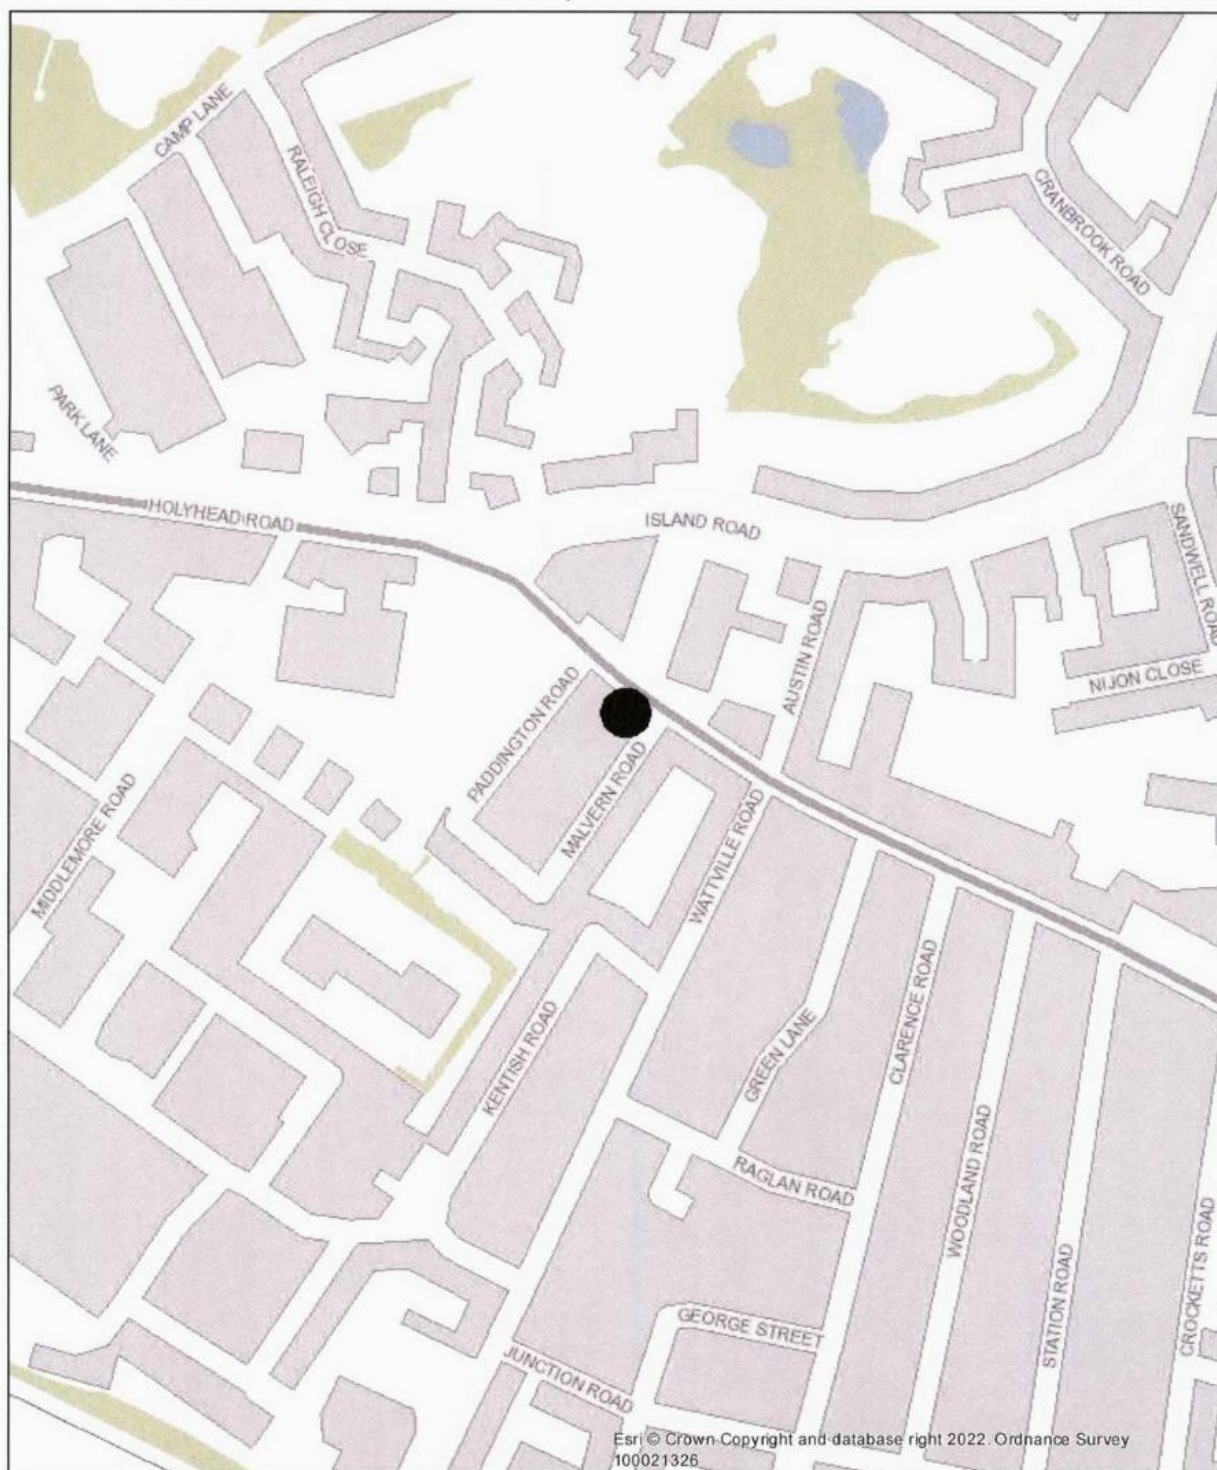 CAMP LANE
RALEIGH CLOSE
CRANBROOK ROAD
PARK LANE
HOLYHEAD ROAD
ISLAND ROAD
SANDWELL ROAD
AUSTIN ROAD
NIJON CLOSE
PADDINGTON ROAD
MALVERN ROAD
MIDDLEMORE ROAD
WATTVILLE ROAD
CLARENCE ROAD
KENTISH ROAD
GREEN LANE
WOODLAND ROAD
RAGLAN ROAD
STATION ROAD
CROCKETTS ROAD
GEORGE STREET
JUNCTION ROAD
Esri © Crown Copyright and database right 2022. Ordnance Survey
100021326